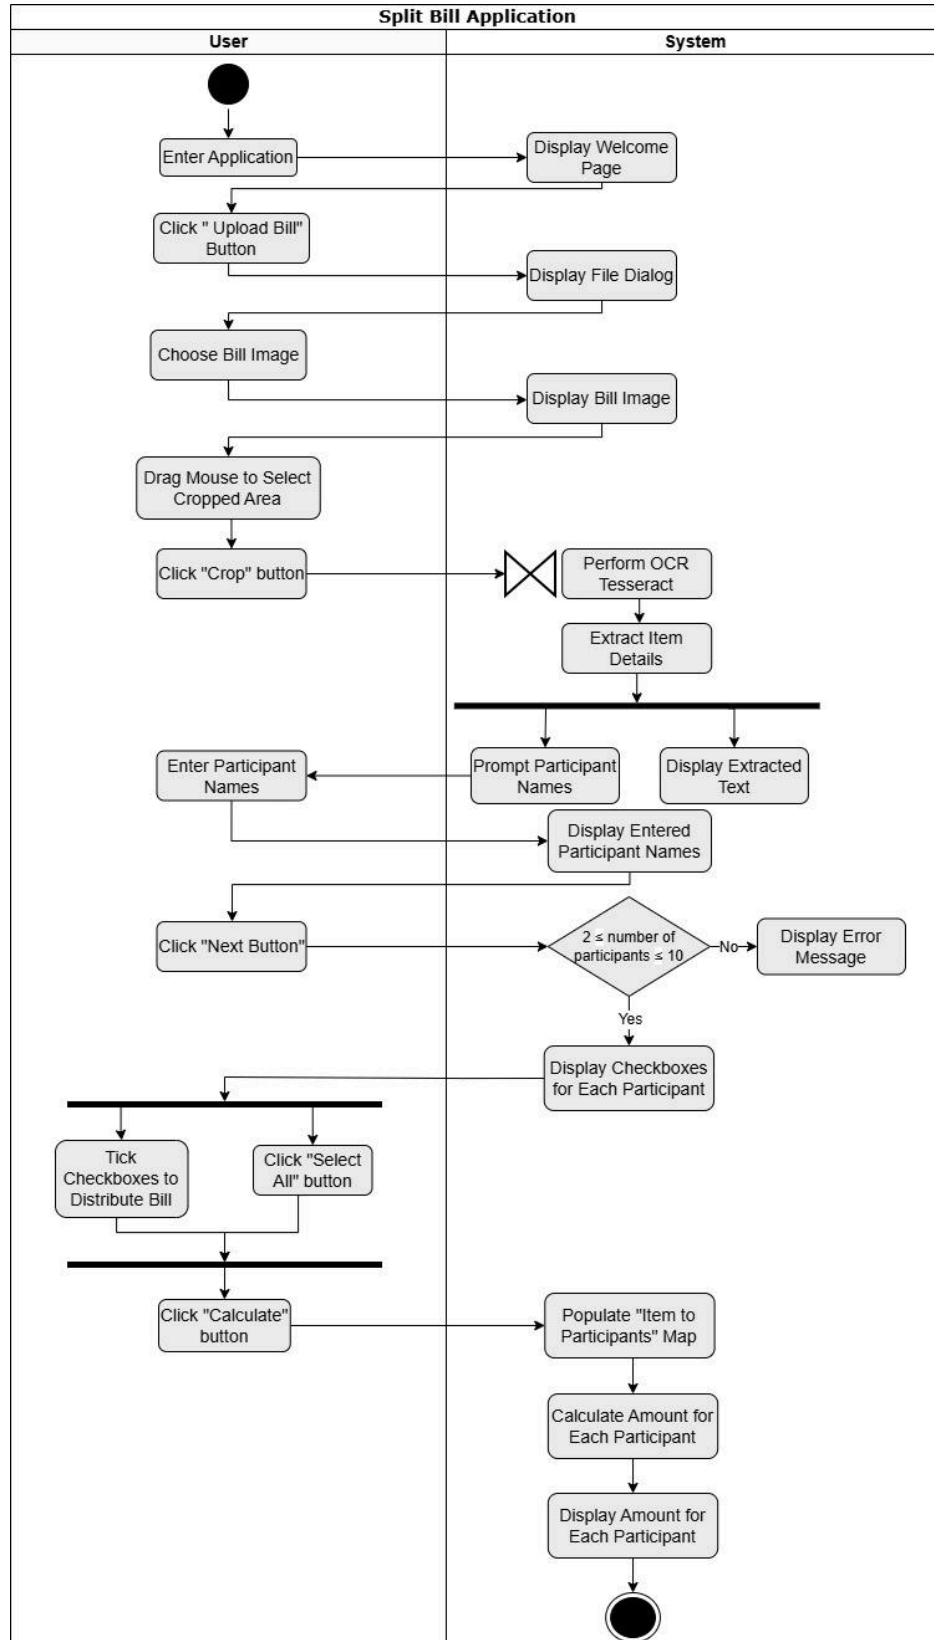 Split Bill Application
User
System
Enter Application
Display Welcome
Page
Click " Upload Bill"
Button
Display File Dialog
Choose Bill Image
Display Bill Image
Drag Mouse to Select
Cropped Area
Click "Crop" button
Perform OCR
Tesseract
Extract Item
Details
Enter Participant
Names
Prompt Participant
Names
Display Extracted
Text
Display Entered
Participant Names
Click "Next Button"
2 ≤ number of
participants ≤ 10
No
Display Error
Message
Yes
Display Checkboxes
for Each Participant
Tick
Checkboxes to
Distribute Bill
Click "Select
All" button
Click "Calculate"
button
Populate "Item to
Participants" Map
Calculate Amount for
Each Participant
Display Amount for
Each Participant